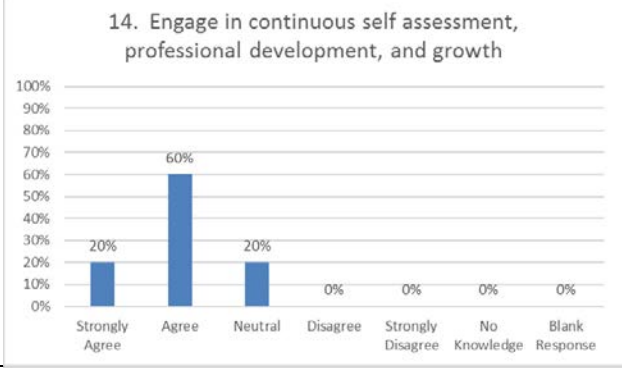 14. Engage in continuous self assessment,
professional development, and growth
100%
90%
80%
70%
60%
50%
40%
30%
20%
10%
0%
20%
60%
20%
0%
0%
0%
0%
Strongly
Agree
Agree
Neutral
Disagree
Strongly
Disagree
No
Knowledge
Blank
Response